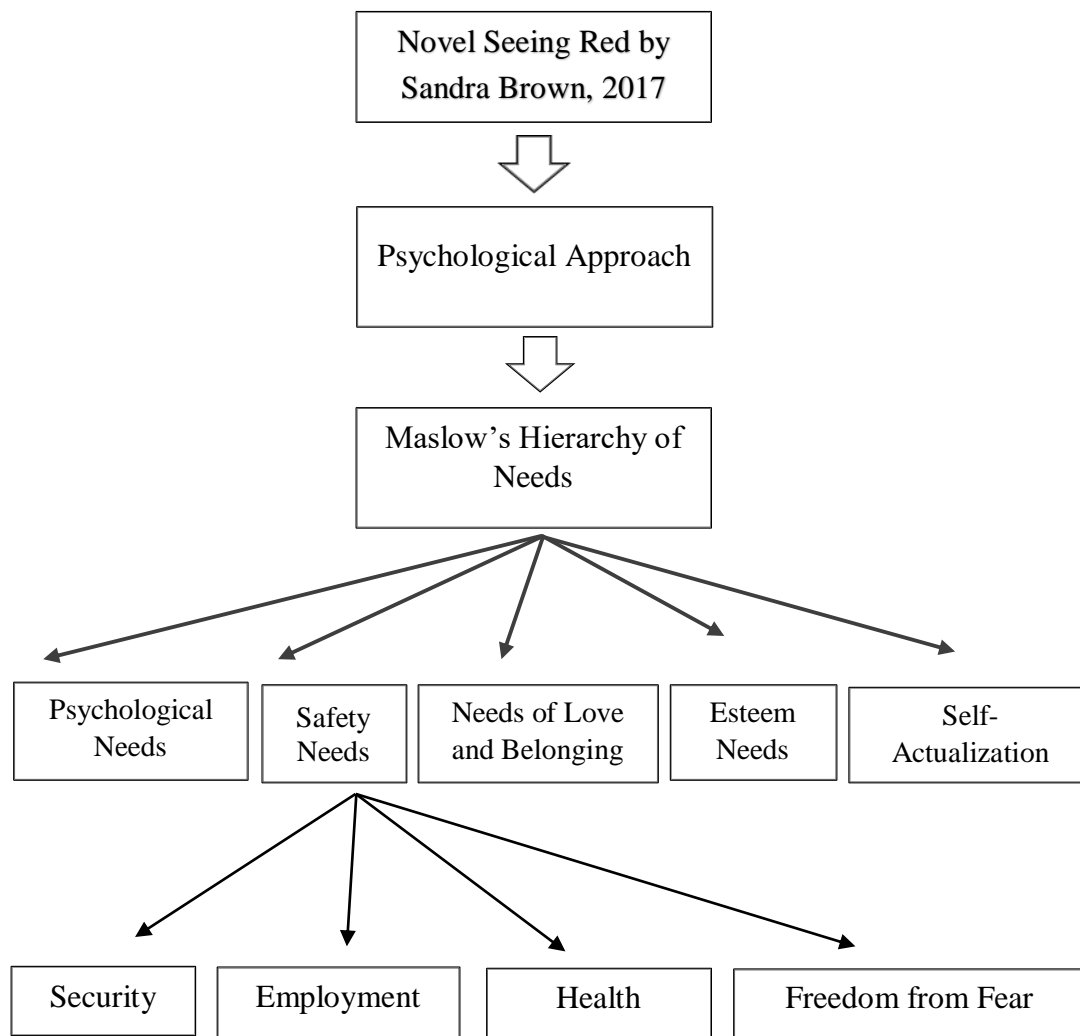 Novel Seeing Red by
Sandra Brown, 2017
Psychological Approach
Maslow’s Hierarchy of
Needs
Psychological
Needs
Safety
Needs
Needs of Love
and Belonging
Esteem
Needs
Self-
Actualization
Security
Employment
Health
Freedom from Fear